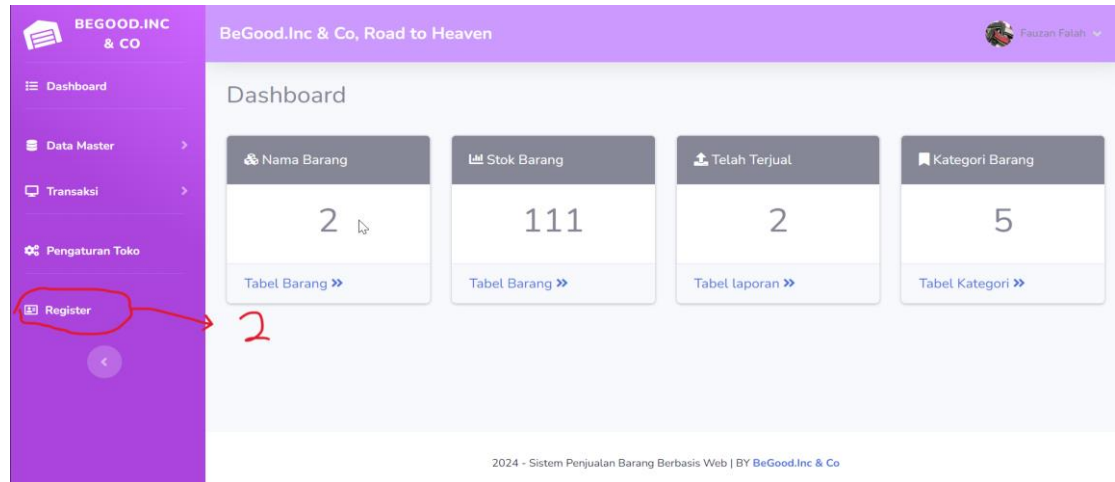 BEGOOD.INC
& CO
BeGood.Inc & Co, Road to Heaven
Fauzan Falah
Dashboard
Data Master
Transaksi
Pengaturan Toko
Register
Dashboard
Nama Barang
2
Tabel Barang
Stok Barang
111
Tabel Barang
Telah Terjual
2
Tabel laporan
Kategori Barang
5
Tabel Kategori
2
2024 - Sistem Penjualan Barang Berbasis Web | BY BeGood.Inc & Co